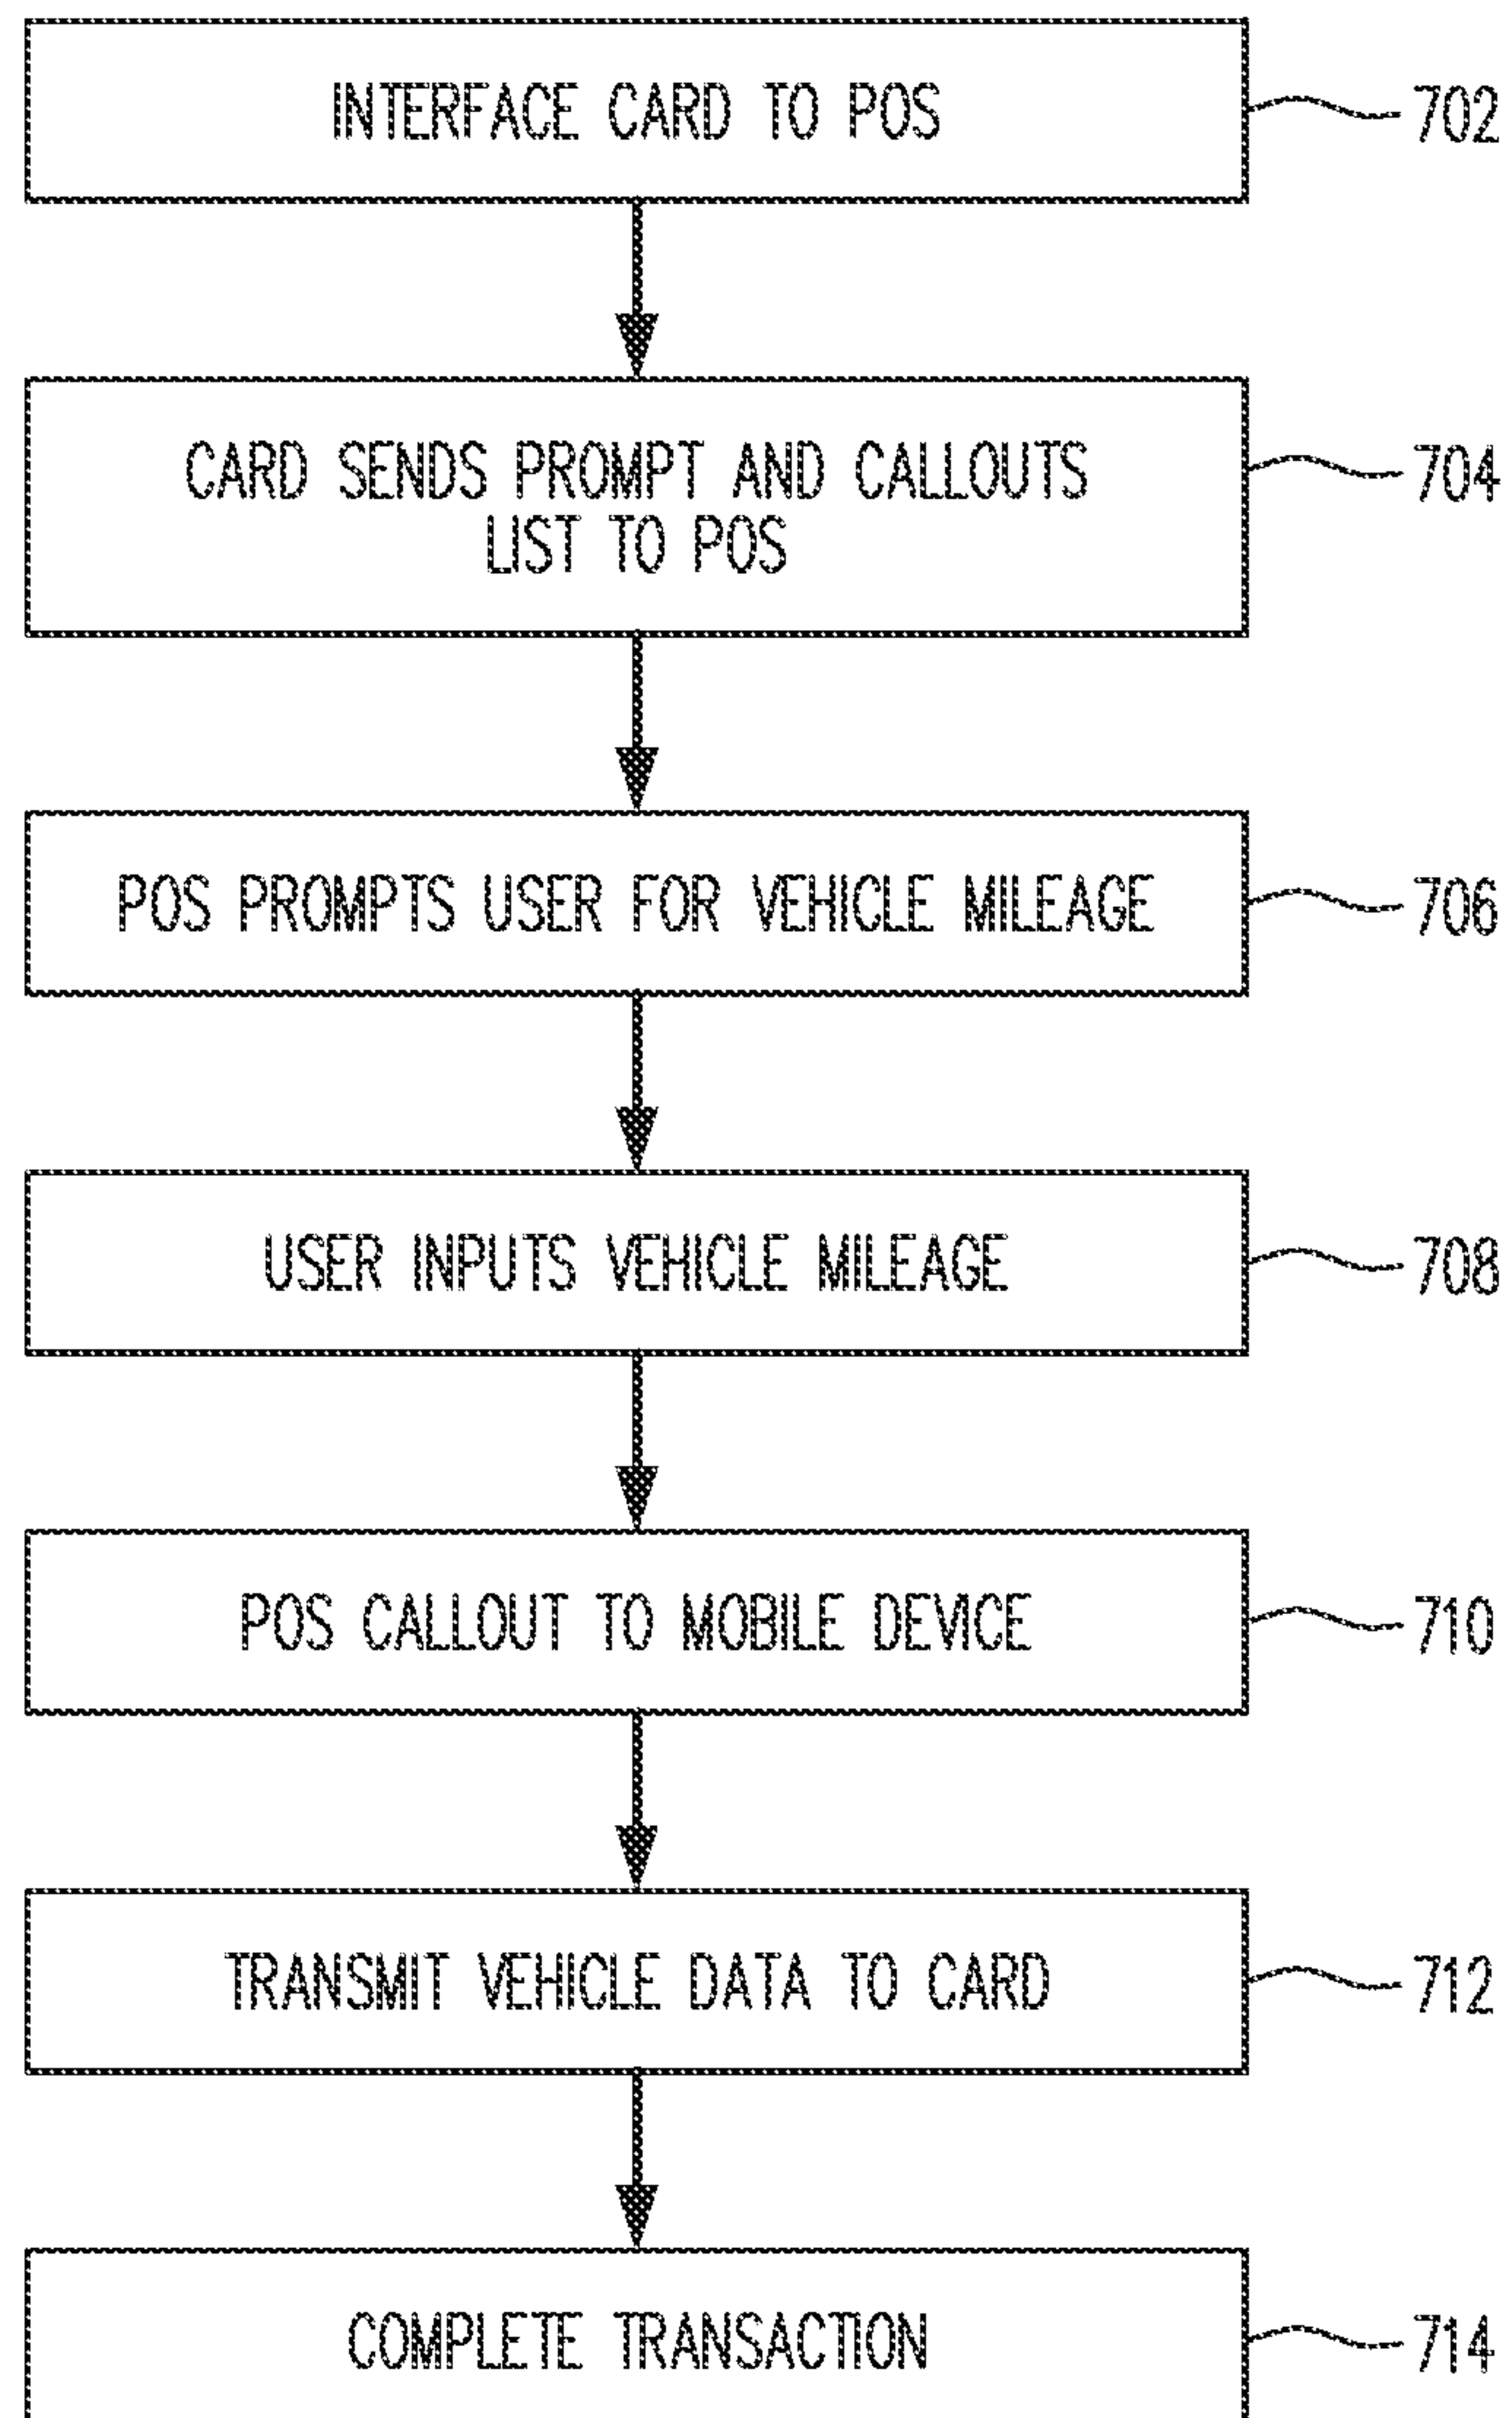 INTERFACE CARD TO POS
702
CARD SENDS PROMPT AND CALLOUTS
LIST TO POS
704
POS PROMPTS USER FOR VEHICLE MILEAGE
706
USER INPUTS VEHICLE MILEAGE
708
POS CALLOUT TO MOBILE DEVICE
710
TRANSMIT VEHICLE DATA TO CARD
712
COMPLETE TRANSACTION
714